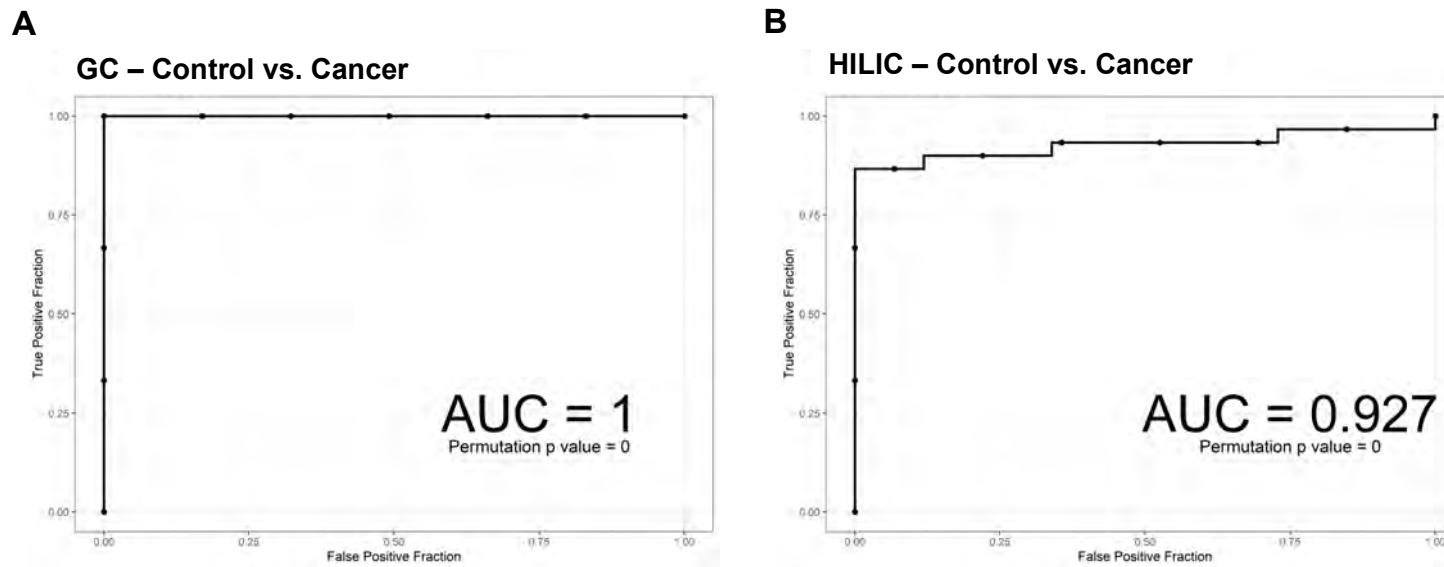 A
GC – Control vs. Cancer
1.00
0.75
0.50
0.25
0.00
True Positive Fraction
AUC = 1
Permutation p value = 0
0.00 0.25 0.50 0.75 1.00
False Positive Fraction
B
HILIC – Control vs. Cancer
1.00
0.75
0.50
0.25
0.00
True Positive Fraction
AUC = 0.927
Permutation p value = 0
0.00 0.25 0.50 0.75 1.00
False Positive Fraction